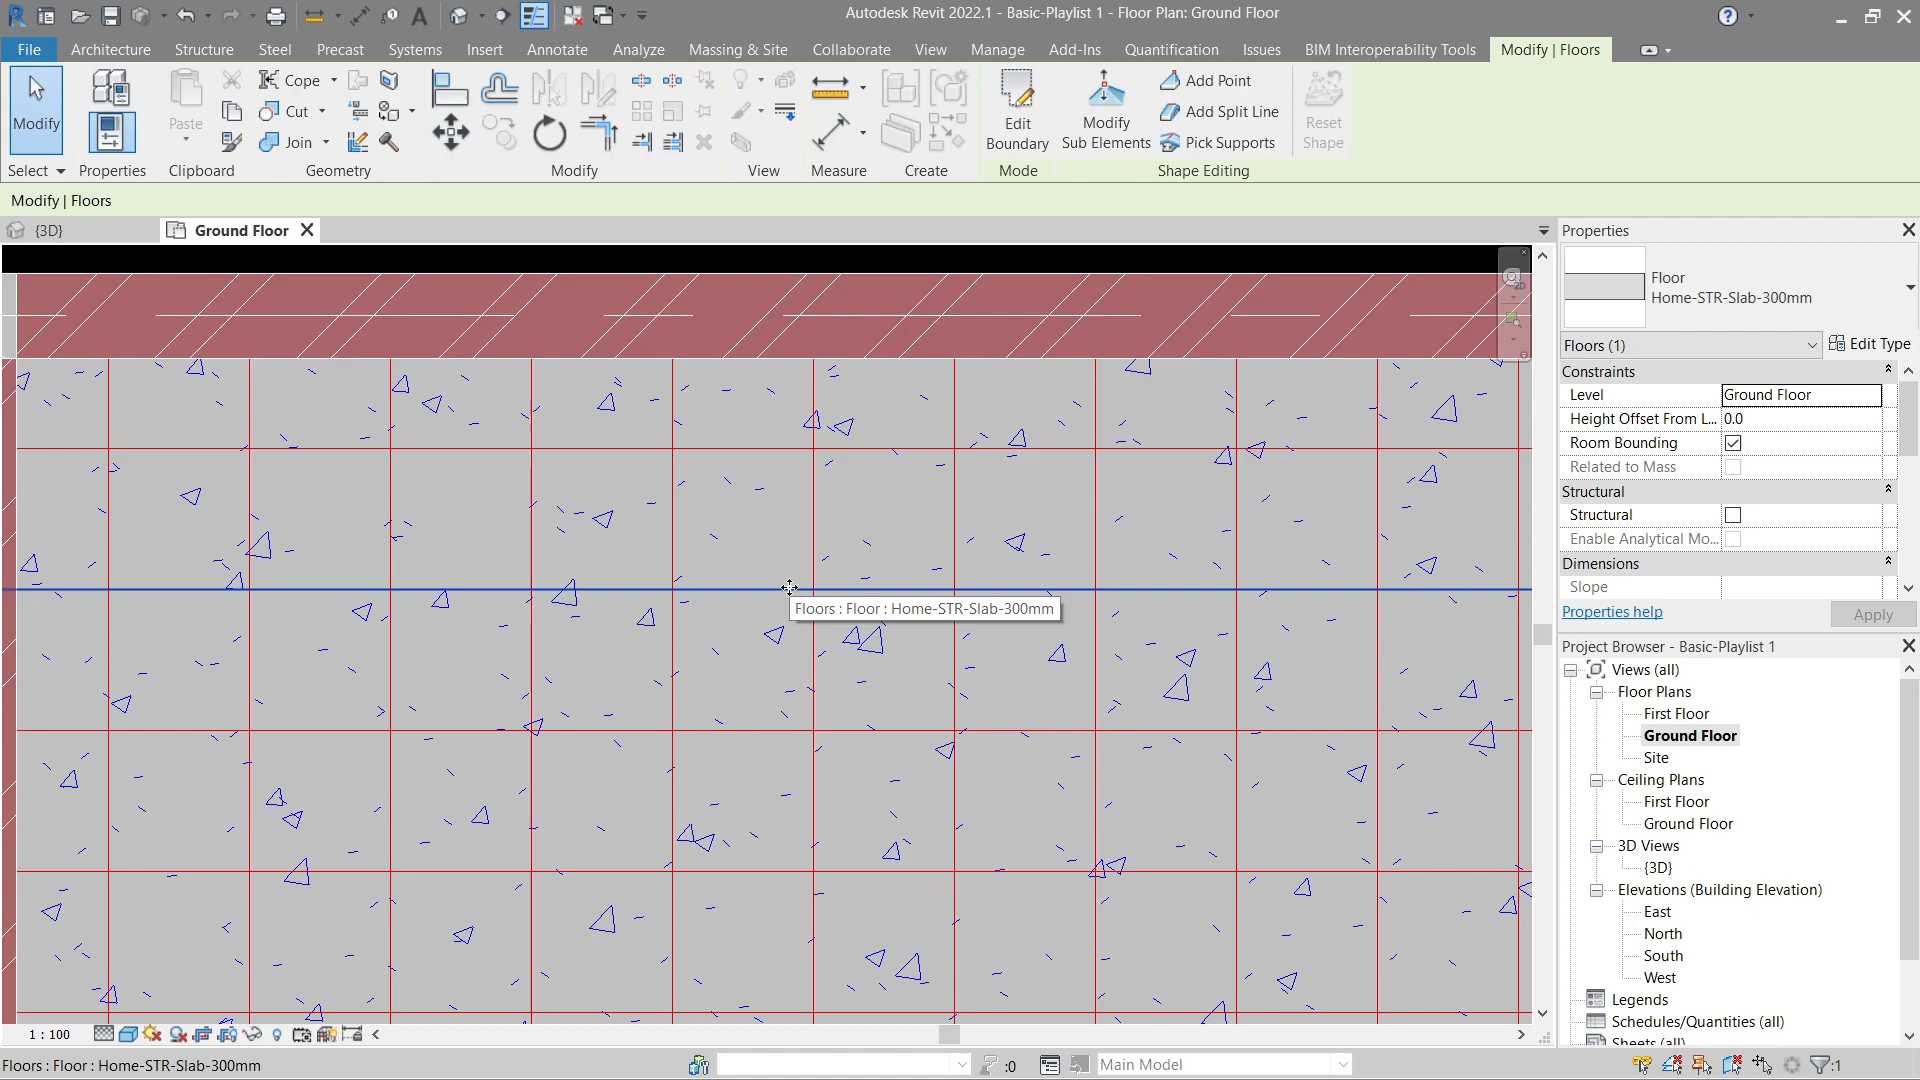 Autodesk Revit 2022.1 - Basic-Playlist 1 - Floor Plan: Ground Floor
File Architecture Structure Steel Precast Systems Insert Annotate Analyze Massing & Site Collaborate View Manage Add-Ins Quantification Issues BIM Interoperability Tools Modify | Floors
Modify
Paste
Cope
Cut
Join
Edit
Boundary
Modify
Sub Elements
Add Point
Add Split Line
Pick Supports
Reset
Shape
Select Properties Clipboard Geometry Modify View Measure Create Mode Shape Editing
Modify | Floors
{3D}
Ground Floor
Properties
Floor
Home-STR-Slab-300mm
Floors (1)
Edit Type
Constraints
Level Ground Floor
Height Offset From L... 0.0
Room Bounding
Related to Mass
Structural
Structural
Enable Analytical Mo...
Dimensions
Slope
Properties help
Apply
Floors : Floor : Home-STR-Slab-300mm
Project Browser - Basic-Playlist 1
Views (all)
Floor Plans
First Floor
Ground Floor
Site
Ceiling Plans
First Floor
Ground Floor
3D Views
{3D}
Elevations (Building Elevation)
East
North
South
West
Legends
Schedules/Quantities (all)
Sheets (all)
1 : 100
Floors : Floor : Home-STR-Slab-300mm
:0
Main Model
:1